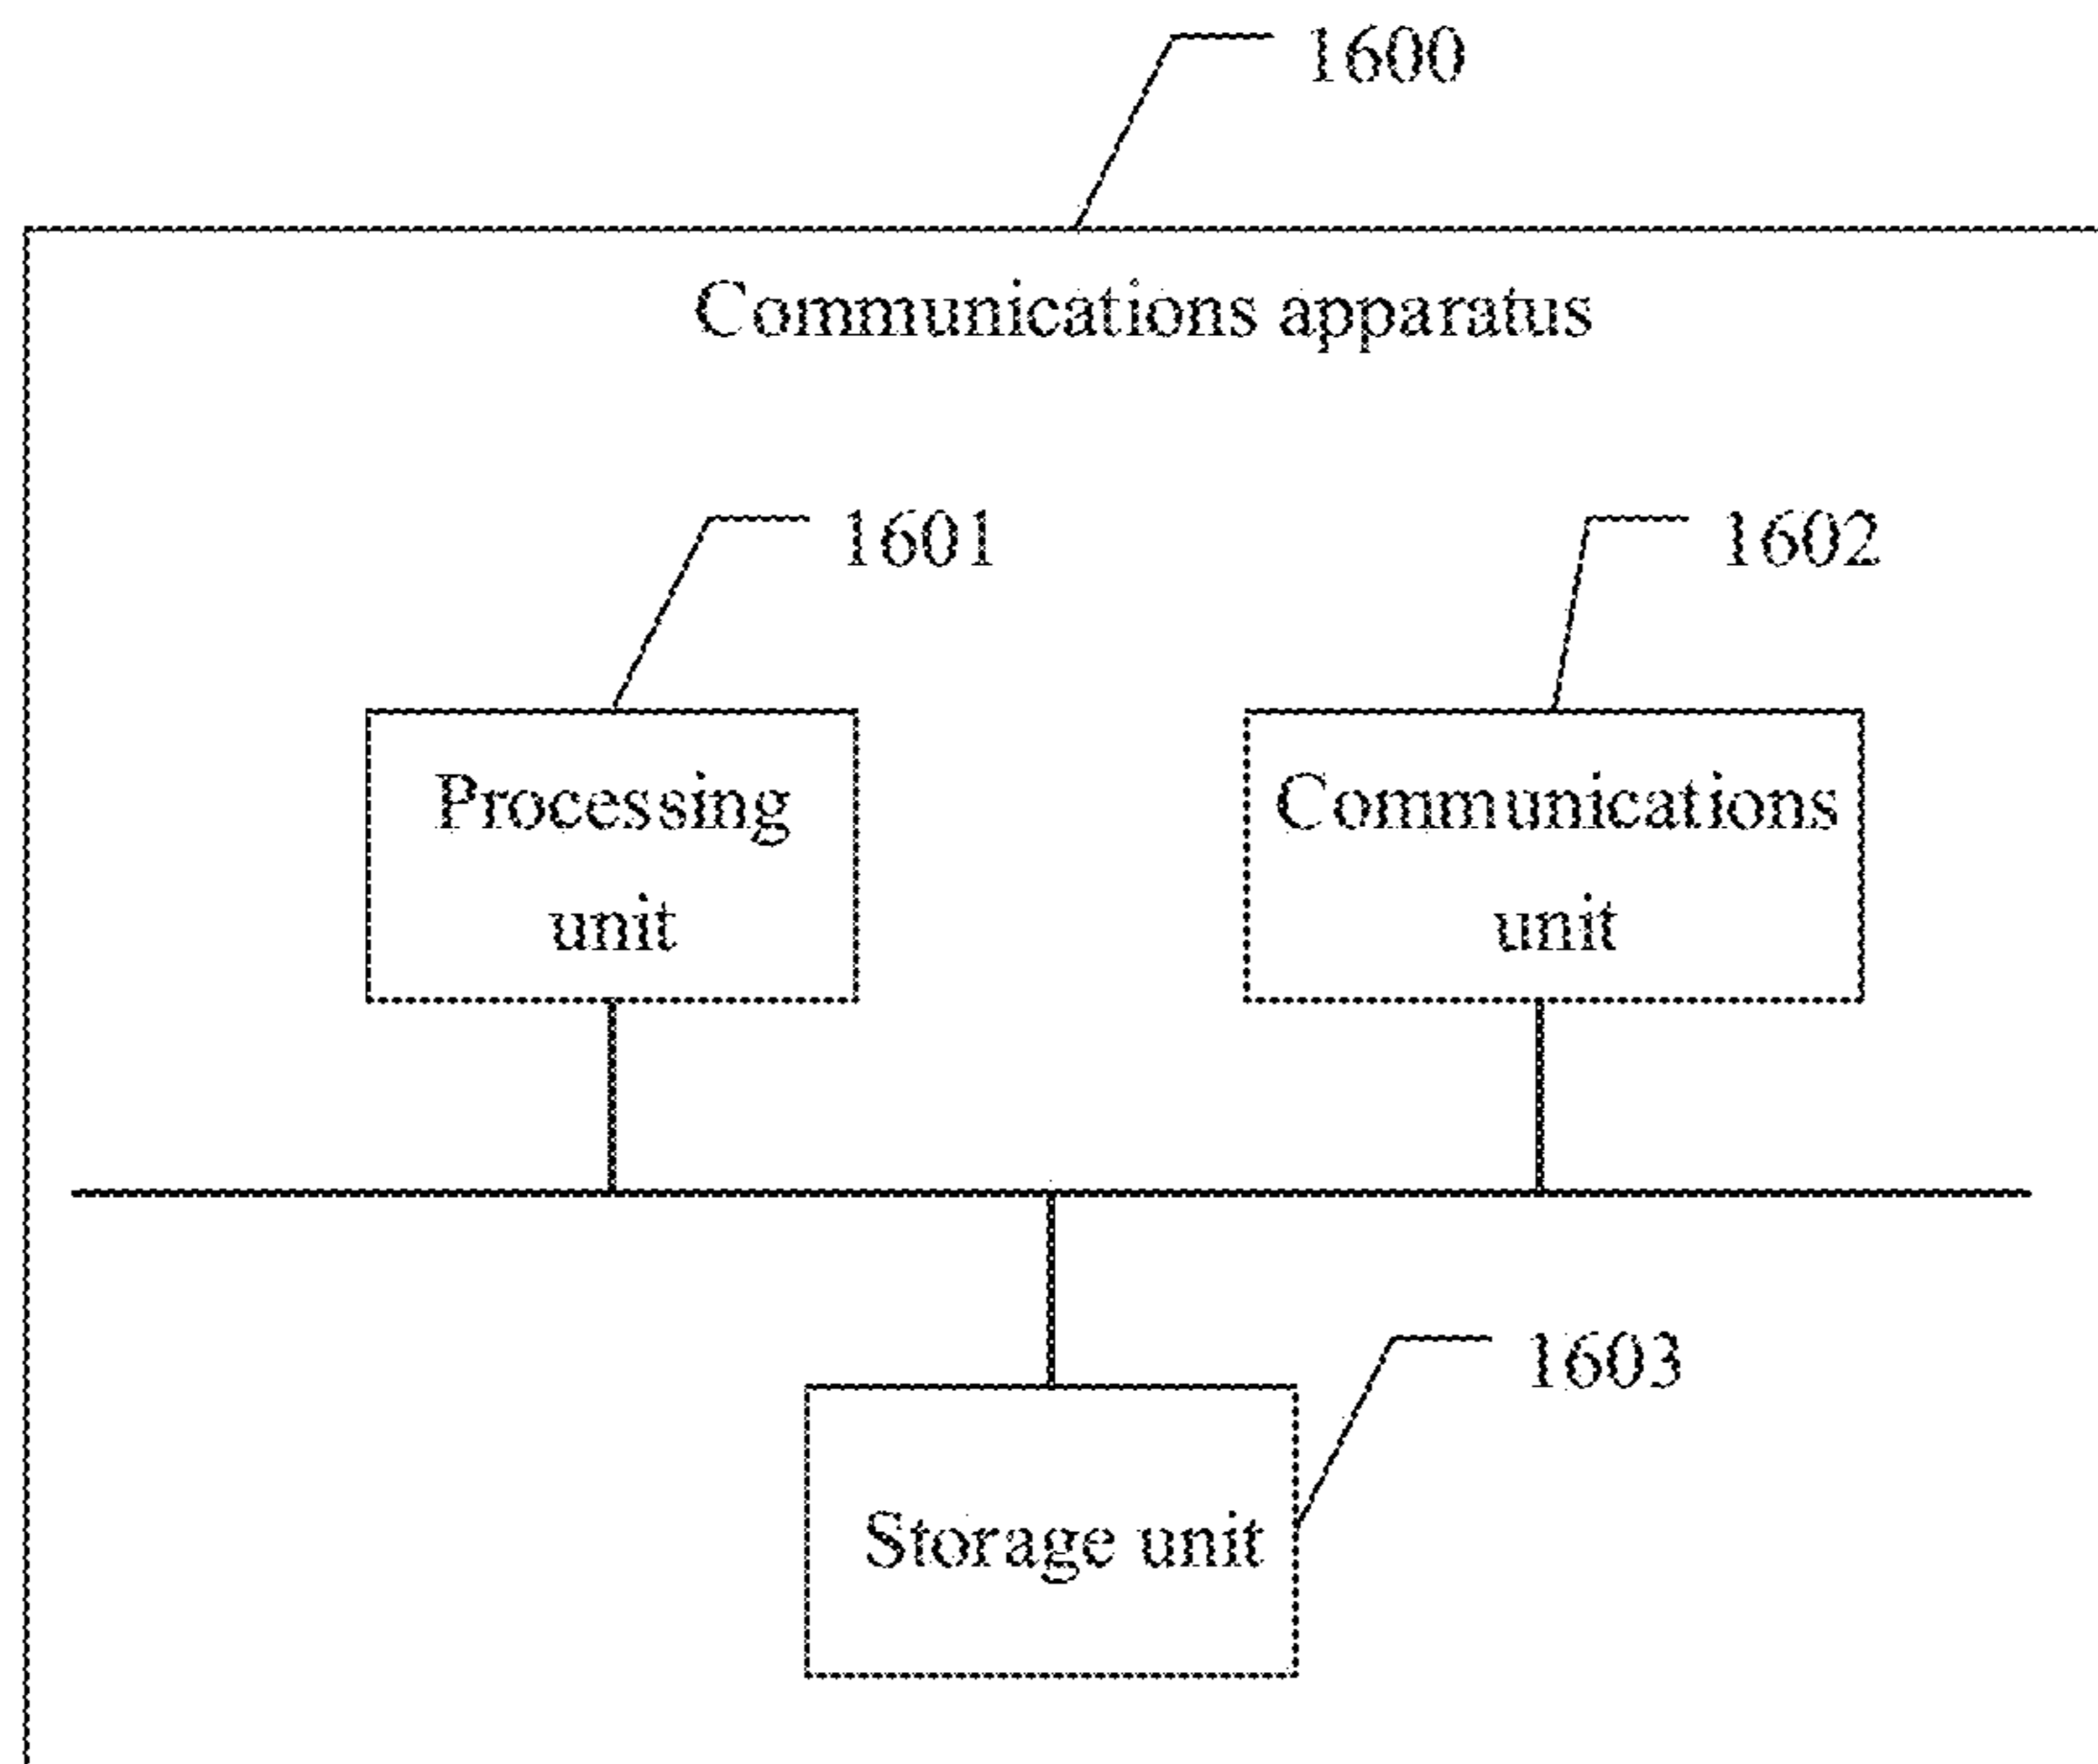 1600
Communications apparatus
1601
1602
Processing
unit
Communications
unit
1603
Storage unit